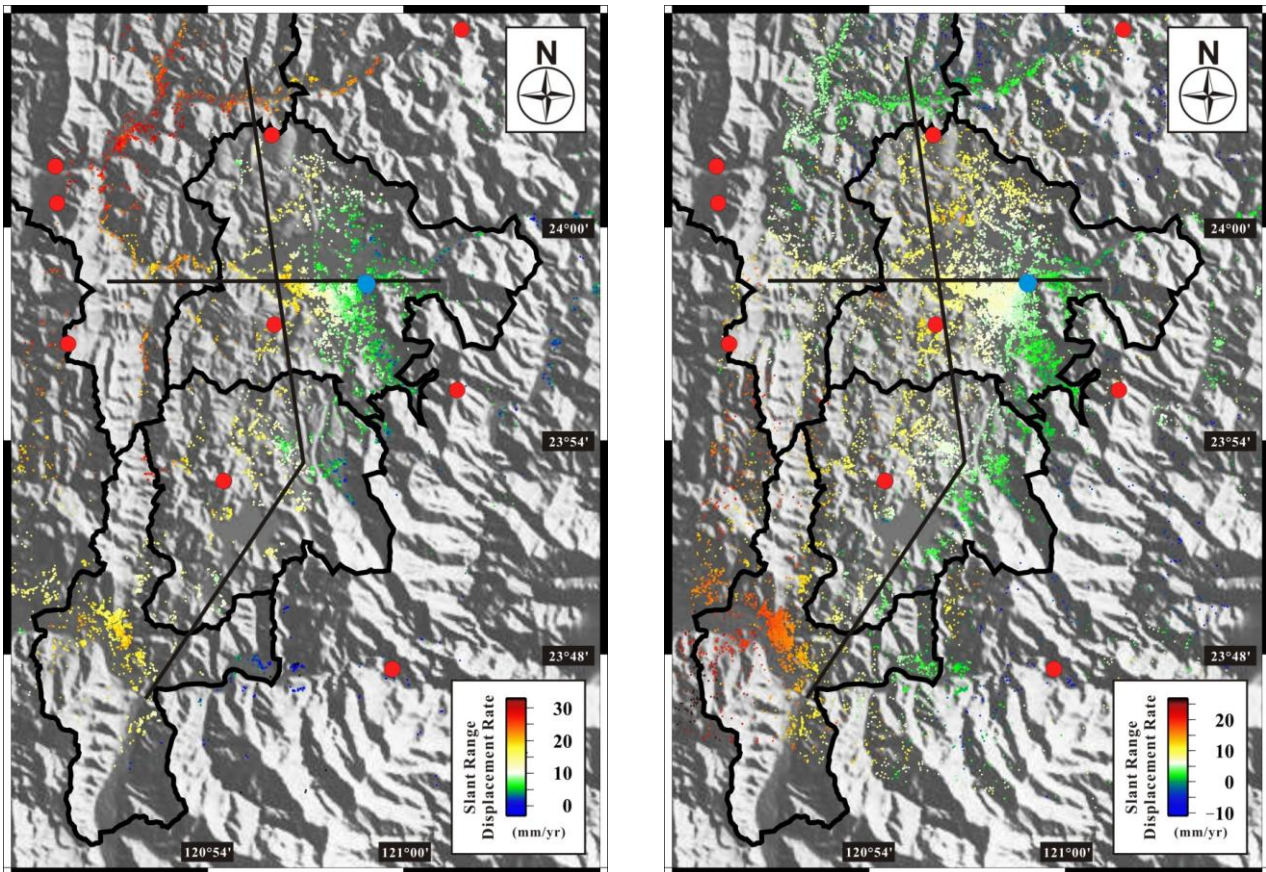 N
24°00'
23°54'
23°48'
Slant Range
Displacement Rate
30
20
10
0
(mm/yr)
120°54'
121°00'
N
24°00'
23°54'
23°48'
Slant Range
Displacement Rate
20
10
0
−10
(mm/yr)
120°54'
121°00'